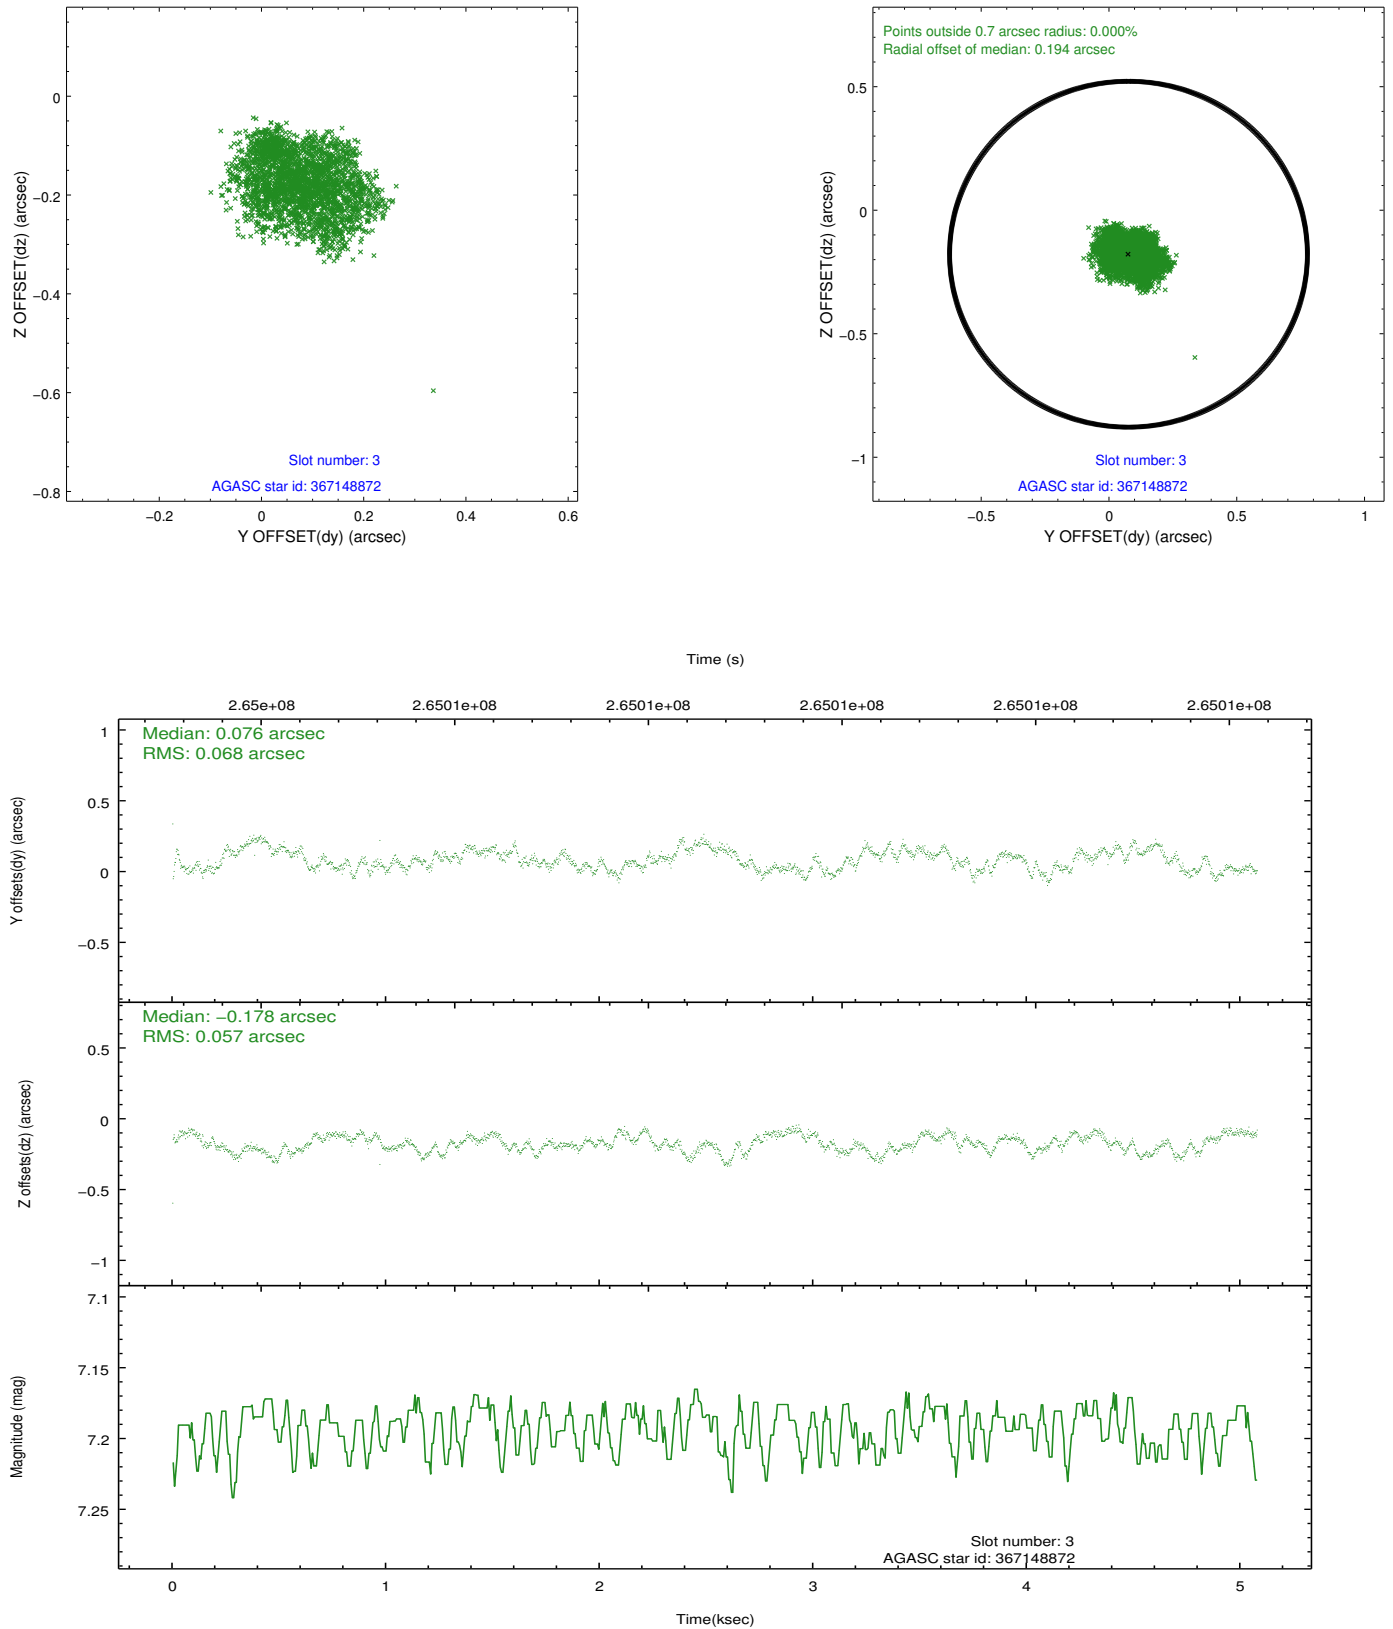 0
−0.2
−0.4
−0.6
−0.8
Z OFFSET(dz) (arcsec)
Slot number: 3
AGASC star id: 367148872
−0.2 0 0.2 0.4 0.6
Y OFFSET(dy) (arcsec)
Points outside 0.7 arcsec radius: 0.000%
Radial offset of median: 0.194 arcsec
0.5
0
−0.5
−1
Z OFFSET(dz) (arcsec)
Slot number: 3
AGASC star id: 367148872
−0.5 0 0.5 1
Y OFFSET(dy) (arcsec)
Time (s)
2.65e+08 2.6501e+08 2.6501e+08 2.6501e+08 2.6501e+08 2.6501e+08
Median: 0.076 arcsec
RMS: 0.068 arcsec
1
0.5
0
−0.5
Y offsets(dy) (arcsec)
Median: −0.178 arcsec
RMS: 0.057 arcsec
0.5
0
−0.5
−1
Z offsets(dz) (arcsec)
7.1
7.15
7.2
7.25
Magnitude (mag)
Slot number: 3
AGASC star id: 367148872
0 1 2 3 4 5
Time(ksec)